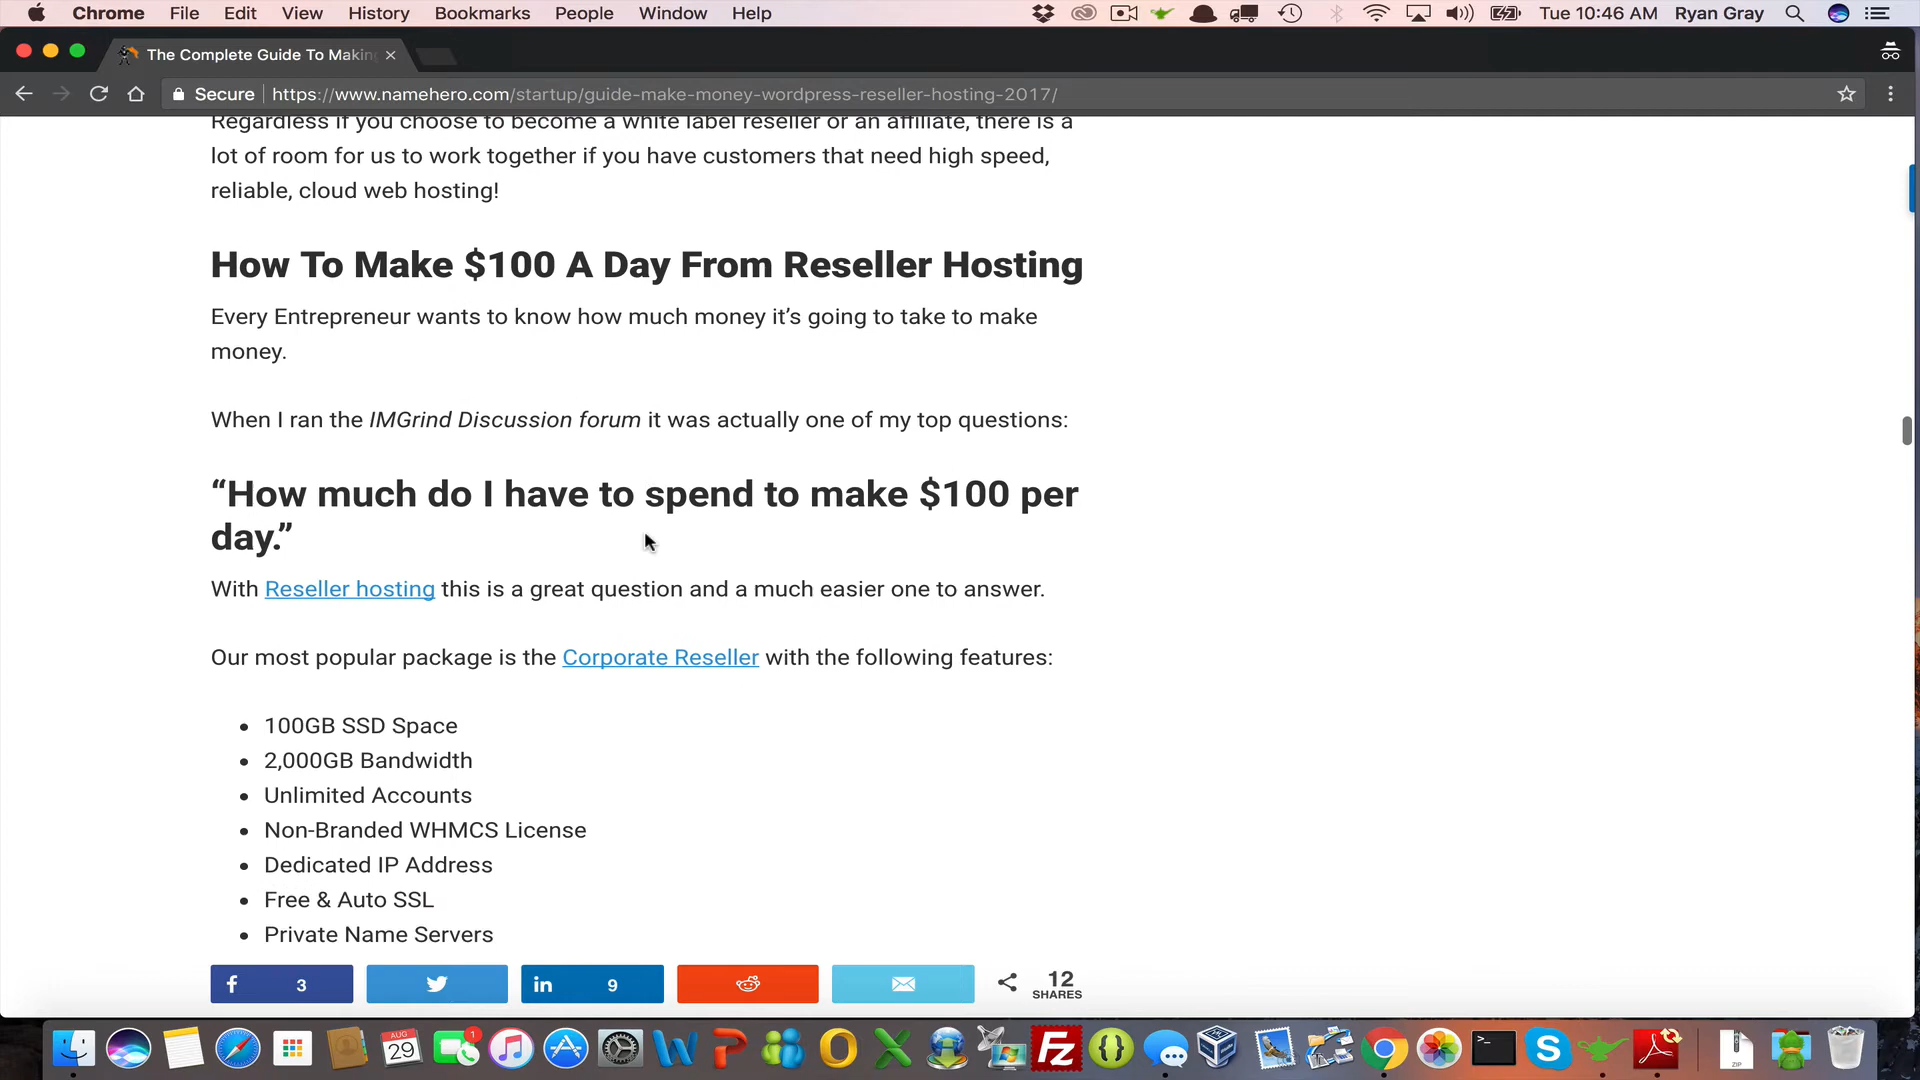 Chrome File Edit View History Bookmarks People Window Help Tue 10:46 AM Ryan Gray
The Complete Guide To Making
Secure https://www.namehero.com/startup/guide-make-money-wordpress-reseller-hosting-2017/
Regardless if you choose to become a white label reseller or an affiliate, there is a
lot of room for us to work together if you have customers that need high speed,
reliable, cloud web hosting!
How To Make $100 A Day From Reseller Hosting
Every Entrepreneur wants to know how much money it’s going to take to make
money.
When I ran the IMGrind Discussion forum it was actually one of my top questions:
“How much do I have to spend to make $100 per
day.”
With Reseller hosting this is a great question and a much easier one to answer.
Our most popular package is the Corporate Reseller with the following features:
• 100GB SSD Space
• 2,000GB Bandwidth
• Unlimited Accounts
• Non-Branded WHMCS License
• Dedicated IP Address
• Free & Auto SSL
• Private Name Servers
3 9 12
SHARES
AUG
29
1
ZIP